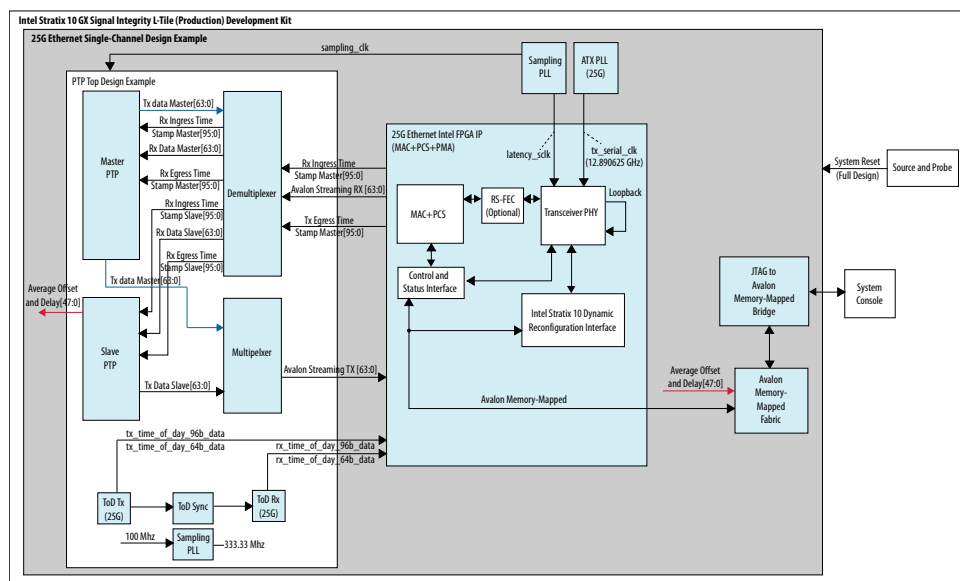 Intel Stratix 10 GX Signal Integrity L-Tile (Production) Development Kit
25G Ethernet Single-Channel Design Example
sampling_clk
Sampling
PLL
ATX PLL
(25G)
PTP Top Design Example
Tx data Master[63:0]
Rx Ingress Time
Stamp Master[95:0]
Rx Data Master[63:0]
Rx Egress Time
Stamp Master[95:0]
Rx Ingress Time
Stamp Slave[95:0]
Rx Data Slave[63:0]
Rx Egress Time
Stamp Slave[95:0]
Tx data Master[63:0]
Master
PTP
Demultiplexer
Rx Ingress Time
Stamp Master[95:0]
Avalon Streaming RX [63:0]
Tx Egress Time
Stamp Master[95:0]
25G Ethernet Intel FPGA IP
(MAC+PCS+PMA)
latency_sclk
tx_serial_clk
(12.890625 GHz)
MAC+PCS
RS-FEC
(Optional)
Transceiver PHY
Loopback
Control and
Status Interface
Intel Stratix 10 Dynamic
Reconfiguration Interface
System Reset
(Full Design)
Source and Probe
JTAG to
Avalon
Memory-Mapped
Bridge
System
Console
Average Offset
and Delay[47:0]
Slave
PTP
Multipelxer
Tx Data Slave[63:0]
Avalon Streaming TX [63:0]
Average Offset
and Delay[47:0]
Avalon
Memory-
Mapped
Fabric
Avalon Memory-Mapped
tx_time_of_day_96b_data
tx_time_of_day_64b_data
rx_time_of_day_96b_data
rx_time_of_day_64b_data
ToD Tx
(25G)
ToD Sync
ToD Rx
(25G)
100 Mhz
Sampling
PLL
333.33 Mhz